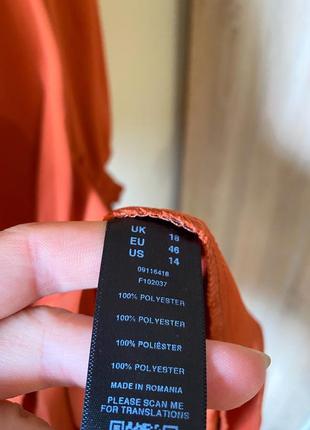 UK 18
EU 46
US 14
09116418
F102037
100% POLYESTER
100% POLYESTER
100% POLIÉSTER
100% POLYESTER
MADE IN ROMANIA
PLEASE SCAN ME
FOR TRANSLATIONS